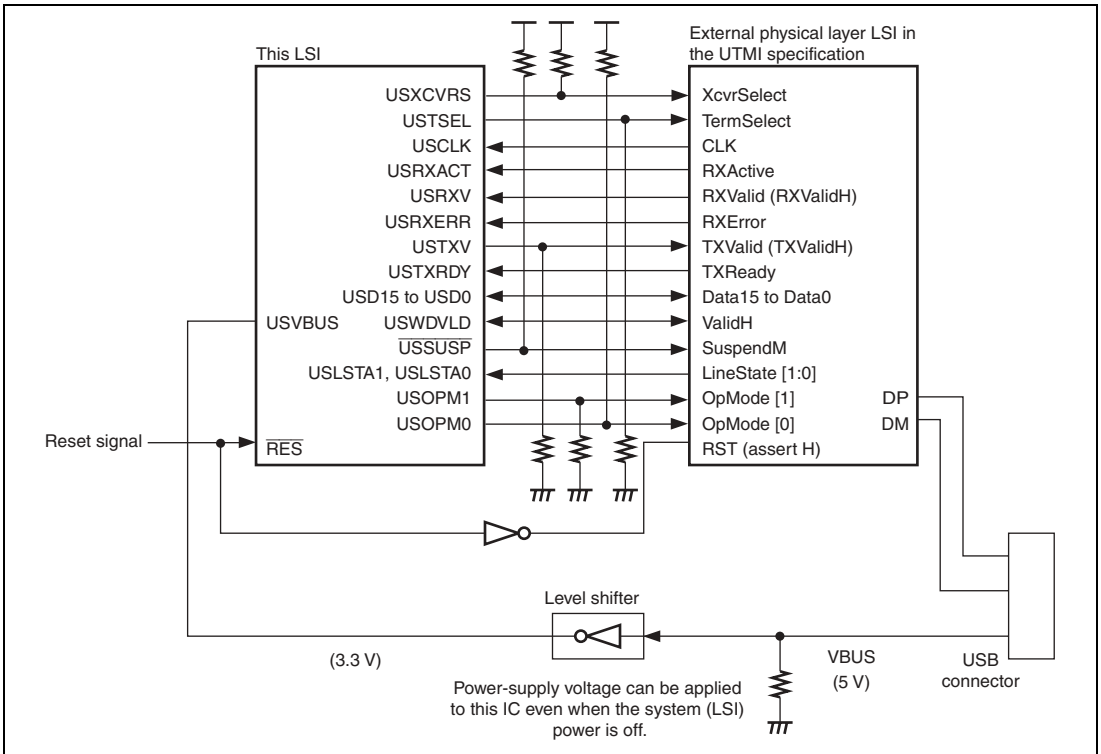 This LSI
External physical layer LSI in
the UTMI specification
USXCVRS
USTSEL
USCLK
USRXACT
USRXV
USRXERR
USTXV
USTXRDY
USD15 to USD0
USVBUS
USWDVLD
USSUSP
USLSTA1, USLSTA0
USOPM1
USOPM0
RES
XcvrSelect
TermSelect
CLK
RXActive
RXValid (RXValidH)
RXError
TXValid (TXValidH)
TXReady
Data15 to Data0
ValidH
SuspendM
LineState [1:0]
OpMode [1]
OpMode [0]
RST (assert H)
DP
DM
Reset signal
Level shifter
(3.3 V)
VBUS
(5 V)
USB
connector
Power-supply voltage can be applied
to this IC even when the system (LSI)
power is off.